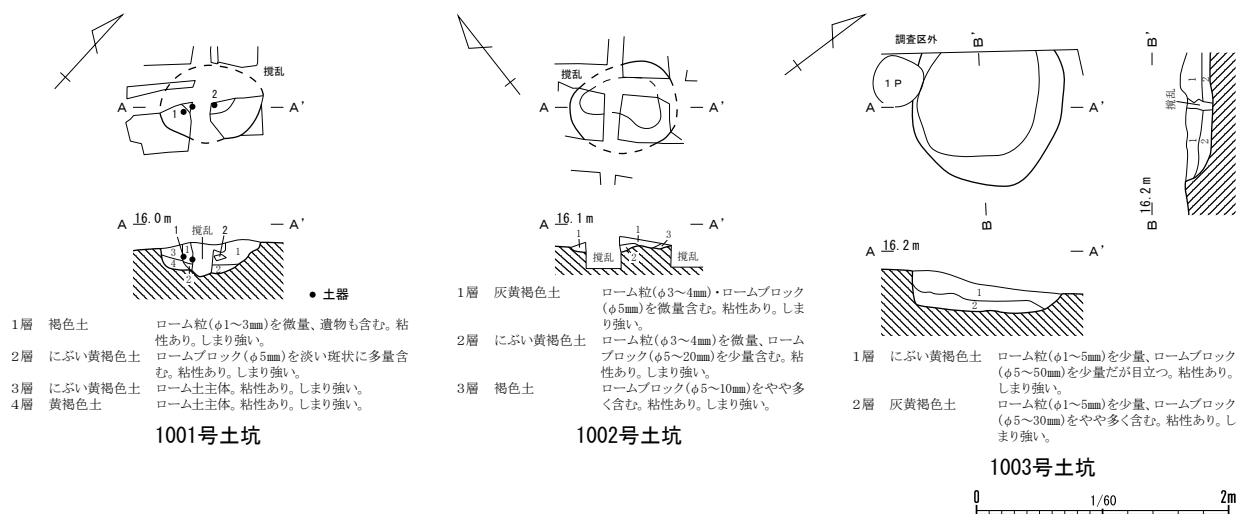 攪乱
2
A
A'
1
A 16.0m
A'
1 攪乱 2
1
1
3
4
2
2
● 土器
1層 褐色土 ローム粒(φ1~3㎜)を微量、遺物も含む。粘
性あり。しまり強い。
2層 にぶい黄褐色土 ロームブロック(φ5㎜)を淡い斑状に多量含
む。粘性あり。しまり強い。
3層 にぶい黄褐色土 ローム土主体。粘性あり。しまり強い。
4層 黄褐色土 ローム土主体。粘性あり。しまり強い。
1001号土坑
攪乱
A
A'
A 16.1m
A'
1
1
3
攪乱
2
攪乱
1層 灰黄褐色土 ローム粒(φ3~4㎜)・ロームブロック
(φ5㎜)を微量含む。粘性あり。しま
り強い。
2層 にぶい黄褐色土 ローム粒(φ3~4㎜)を微量、ローム
ブロック(φ5~20㎜)を少量含む。粘
性あり。しまり強い。
3層 褐色土 ロームブロック(φ5~10㎜)をやや多
く含む。粘性あり。しまり強い。
1002号土坑
調査区外
B'
1P
A
A'
B
B'
1
2
攪乱
1
2
16.2m
B
A 16.2m
A'
1
2
1層 にぶい黄褐色土 ローム粒(φ1~5㎜)を少量、ロームブロック
(φ5~50㎜)を少量だが目立つ。粘性あり。
しまり強い。
2層 灰黄褐色土 ローム粒(φ1~5㎜)を少量、ロームブロック
(φ5~30㎜)をやや多く含む。粘性あり。し
まり強い。
1003号土坑
0 1/60 2m